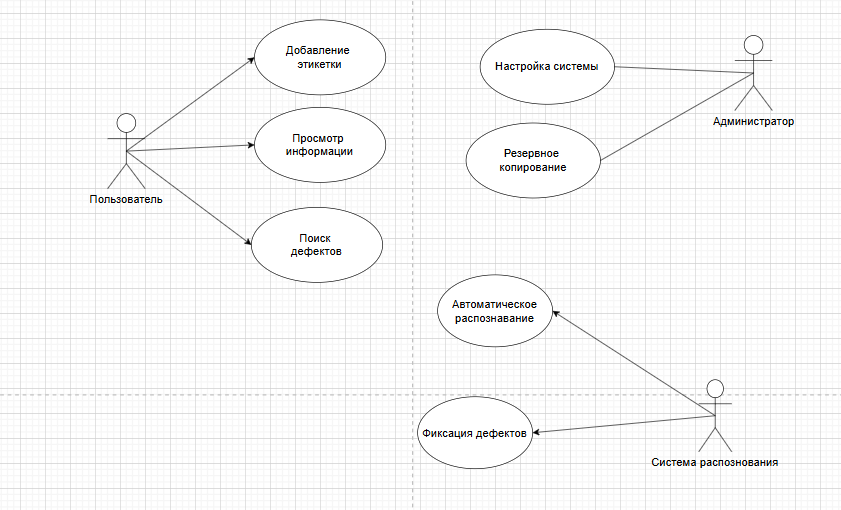 Добавление
этикетки
Просмотр
информации
Пользователь
Поиск
дефектов
Настройка системы
Администратор
Резервное
копирование
Автоматическое
распознавание
Фиксация дефектов
Система распознования